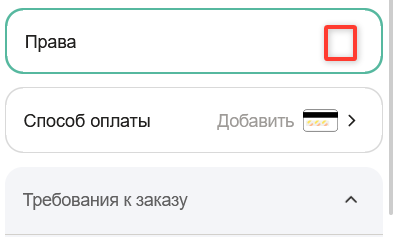 Права
Способ оплаты Добавить
Требования к заказу